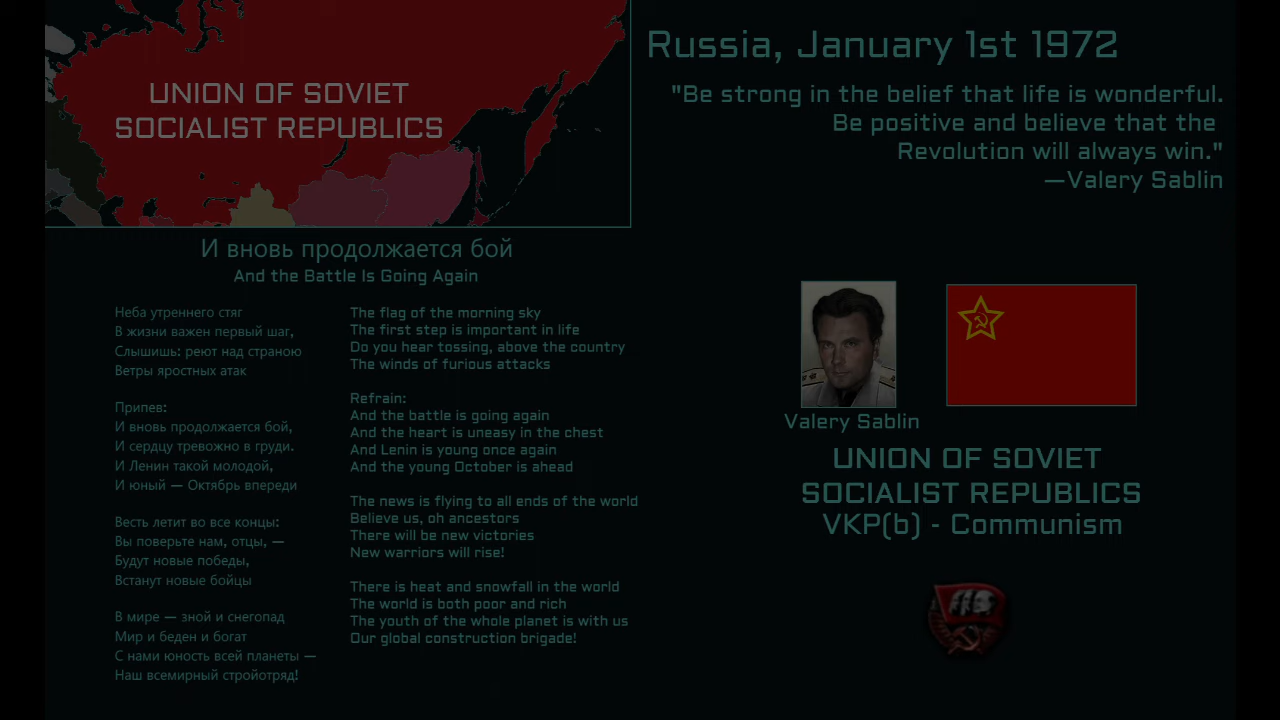 UNION OF SOVIET
SOCIALIST REPUBLICS
Russia, January 1st 1972
"Be strong in the belief that life is wonderful.
Be positive and believe that the
Revolution will always win."
—Valery Sablin
И вновь продолжается бой
And the Battle Is Going Again
Неба утреннего стяг
В жизни важен первый шаг,
Слышишь: реют над страною
Ветры яростных атак
Припев:
И вновь продолжается бой,
И сердцу тревожно в груди.
И Ленин такой молодой,
И юный — Октябрь впереди
Весть летит во все концы:
Вы поверьте нам, отцы, —
Будут новые победы,
Встанут новые бойцы
В мире — зной и снегопад
Мир и беден и богат
С нами юность всей планеты —
Наш всемирный стройотряд!
The flag of the morning sky
The first step is important in life
Do you hear tossing, above the country
The winds of furious attacks
Refrain:
And the battle is going again
And the heart is uneasy in the chest
And Lenin is young once again
And the young October is ahead
The news is flying to all ends of the world
Believe us, oh ancestors
There will be new victories
New warriors will rise!
There is heat and snowfall in the world
The world is both poor and rich
The youth of the whole planet is with us
Our global construction brigade!
Valery Sablin
UNION OF SOVIET
SOCIALIST REPUBLICS
VKP(b) - Communism